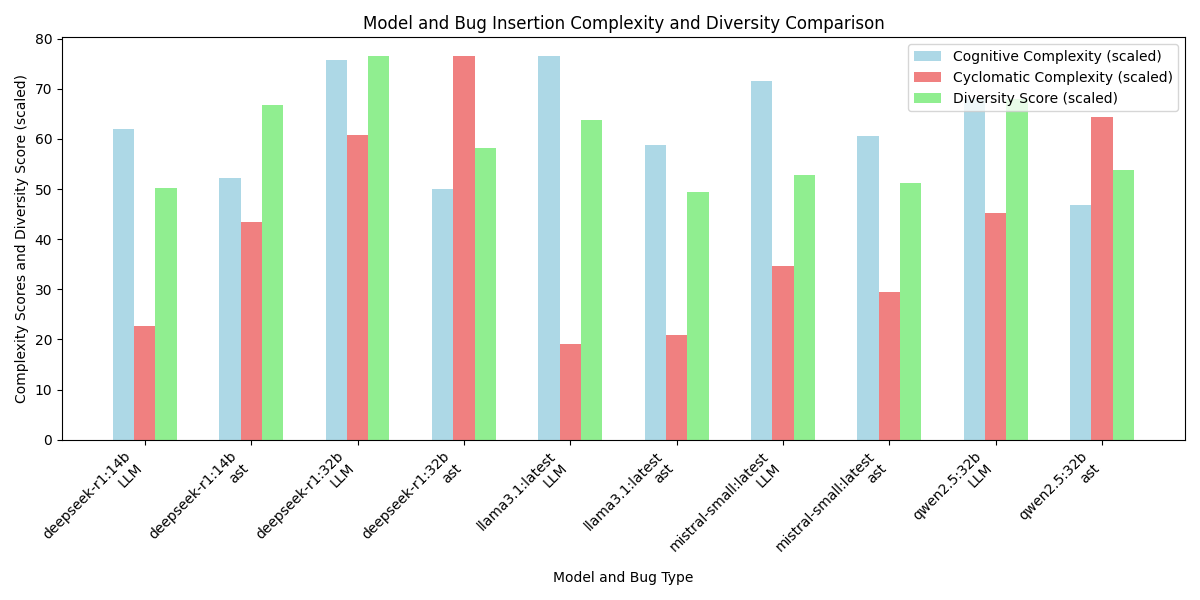 Model and Bug Insertion Complexity and Diversity Comparison
Complexity Scores and Diversity Score (scaled)
80
70
60
50
40
30
20
10
0
Cognitive Complexity (scaled)
Cyclomatic Complexity (scaled)
Diversity Score (scaled)
deepseek-r1:14b
LLM
deepseek-r1:14b
ast
deepseek-r1:32b
LLM
deepseek-r1:32b
ast
llama3.1:latest
LLM
llama3.1:latest
ast
mistral-small:latest
LLM
mistral-small:latest
ast
qwen2.5:32b
LLM
qwen2.5:32b
ast
Model and Bug Type